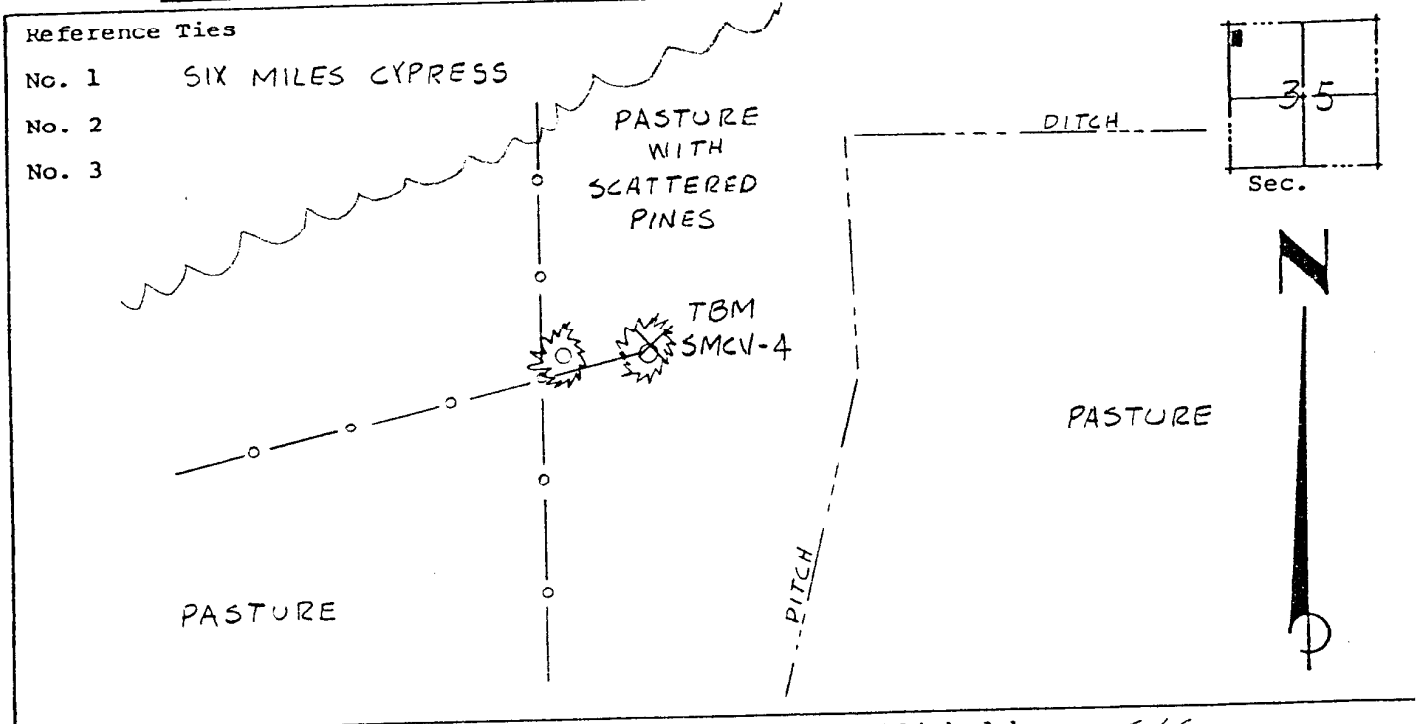 Reference Ties
No. 1 SIX MILES CYPRESS
No. 2
No. 3
PASTURE
WITH
SCATTERED
PINES
DITCH
35
Sec.
N
TBM
SMCV-4
PASTURE
DITCH
PASTURE